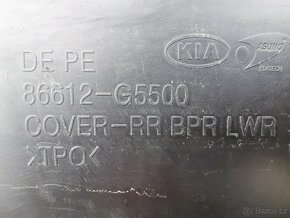 DE PE
KIA
86612-G5500
COVER-RR BPR LWR
>TPO<